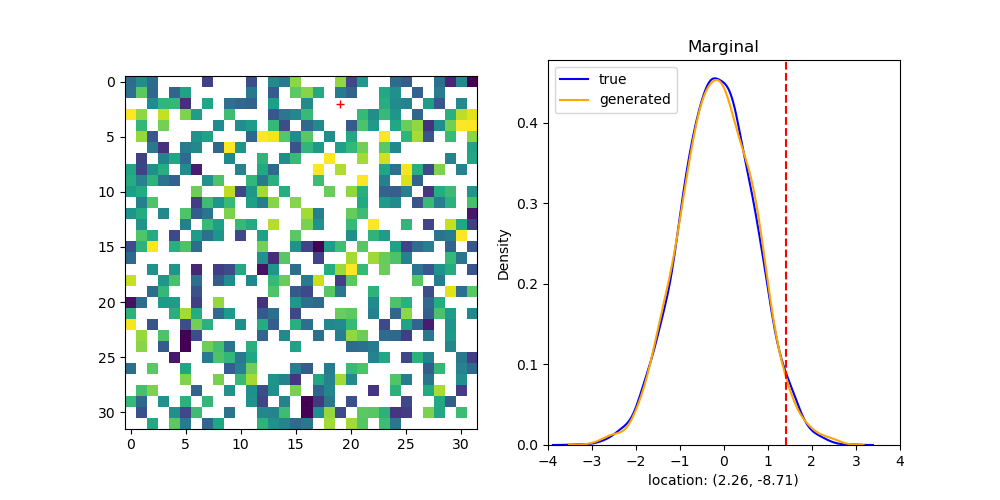 Marginal
true
generated
Density
0
5
10
15
20
25
30
0 5 10 15 20 25 30
0.4
0.3
0.2
0.1
0.0
−4 −3 −2 −1 0 1 2 3 4
location: (2.26, -8.71)